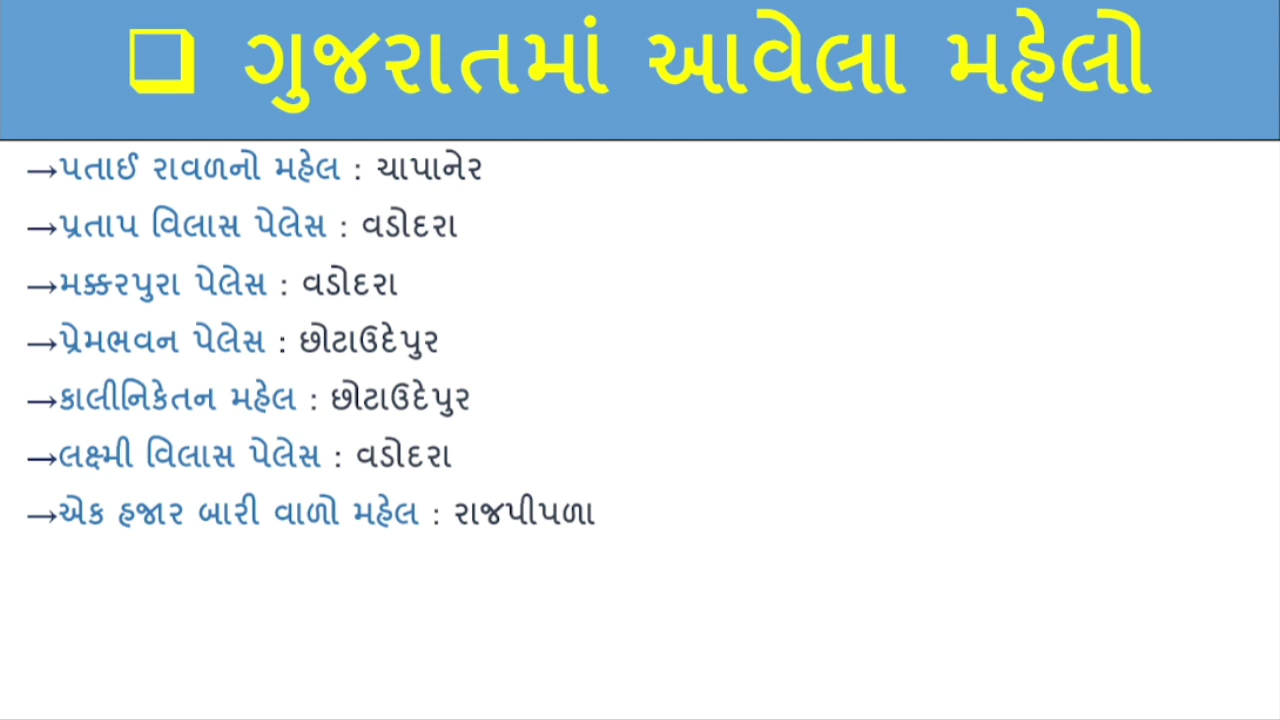 ❑ ગુજરાતમાં આવેલા મહેલો
→પતાઈ રાવળનો મહેલ : ચાપાનેર
→પ્રતાપ વિલાસ પેલેસ : વડોદરા
→મક્કરપુરા પેલેસ : વડોદરા
→પ્રેમભવન પેલેસ : છોટાઉદેપુર
→કાલીનિકેતન મહેલ : છોટાઉદેપુર
→લક્ષ્મી વિલાસ પેલેસ : વડોદરા
→એક હજાર બારી વાળો મહેલ : રાજપીપળા